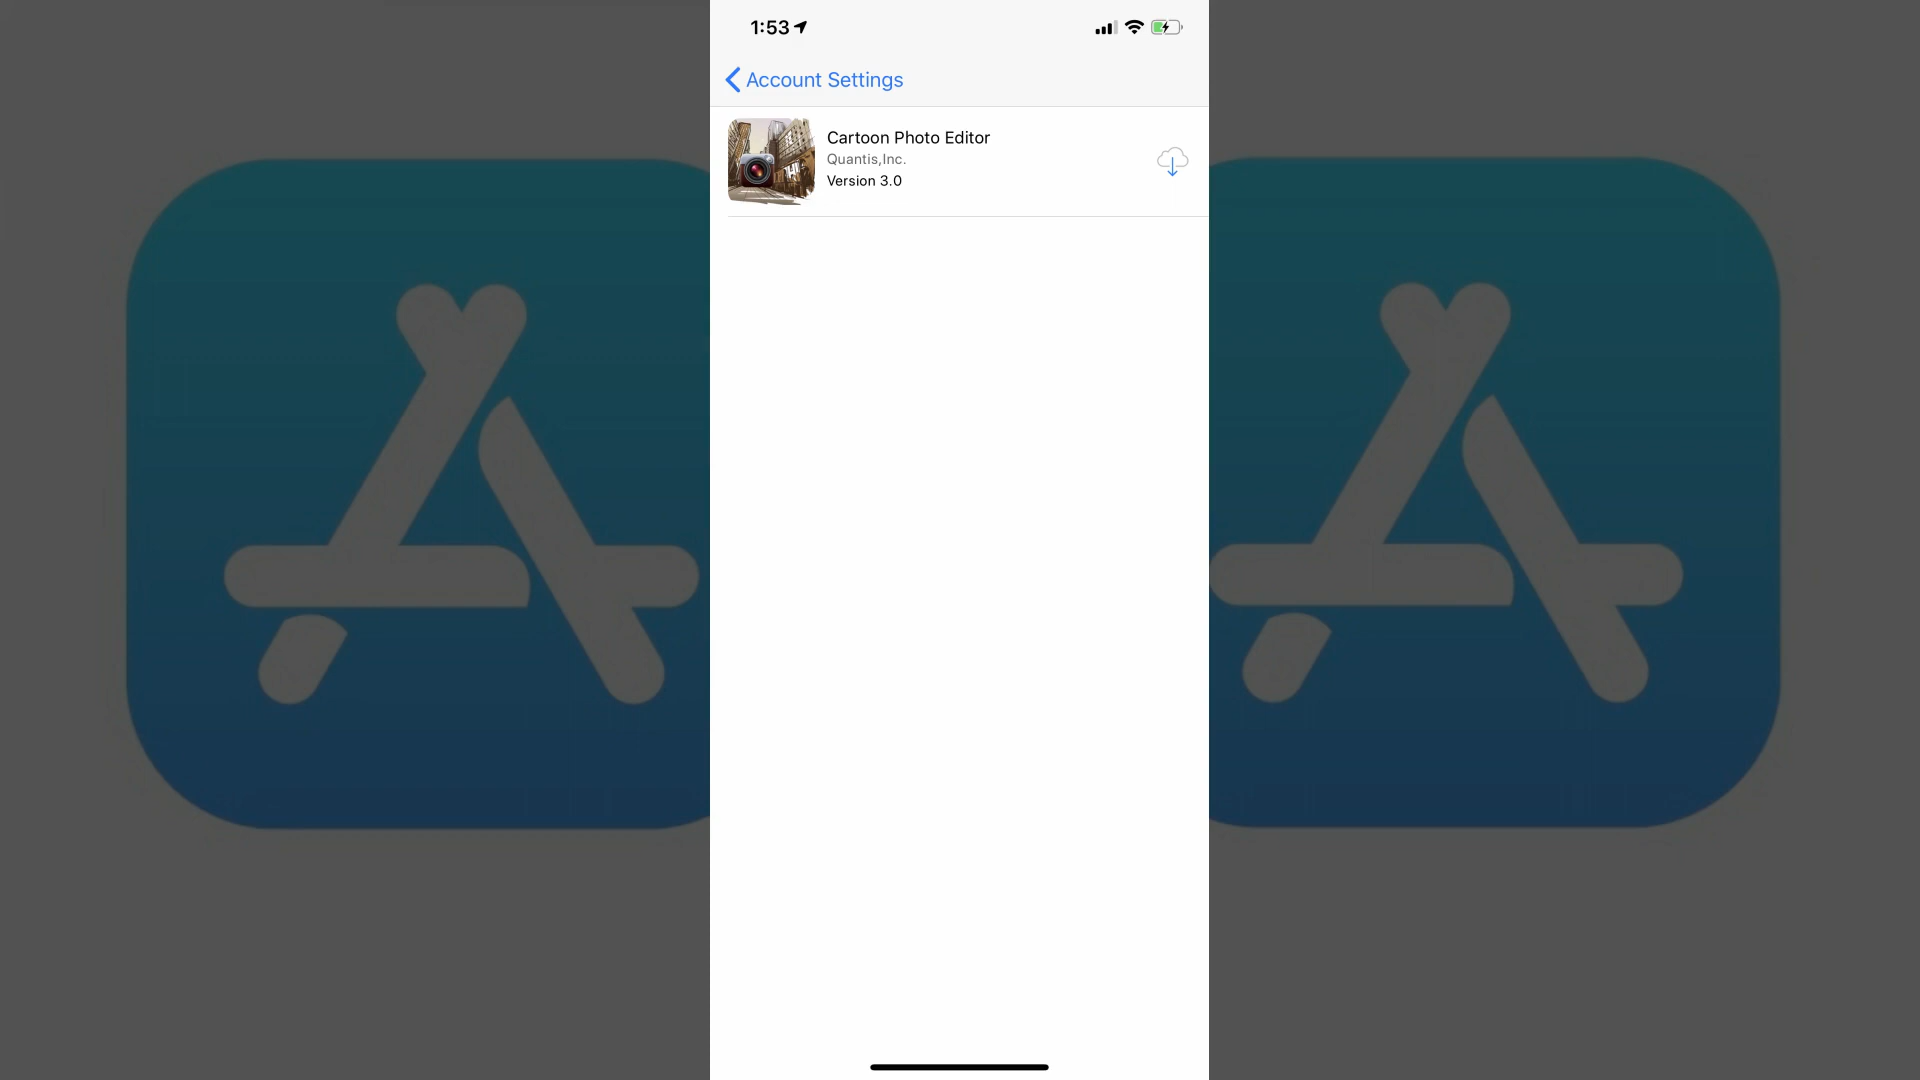 1:53
Account Settings
Cartoon Photo Editor
Quantis,Inc.
Version 3.0